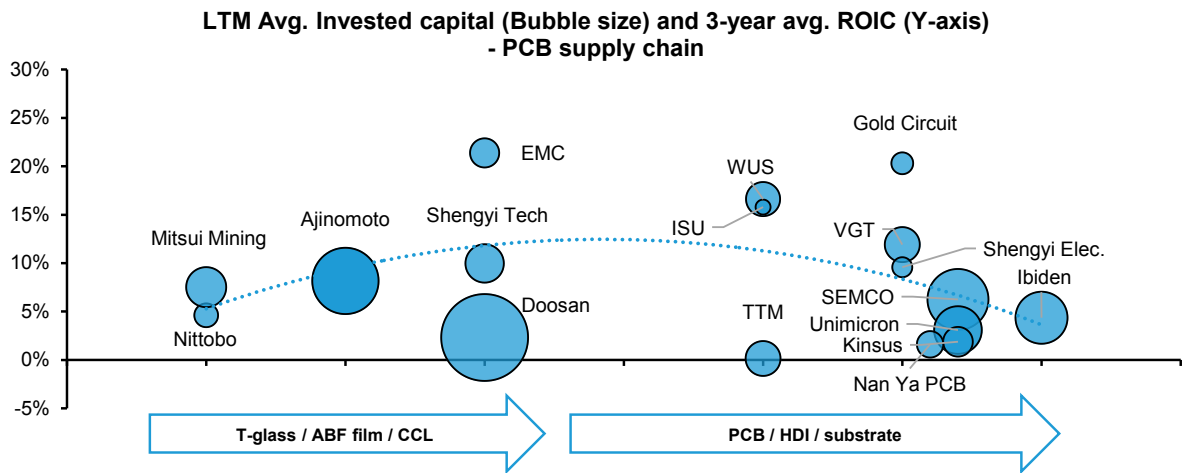 LTM Avg. Invested capital (Bubble size) and 3-year avg. ROIC (Y-axis)
- PCB supply chain
30%
25%
20%
15%
10%
5%
0%
-5%
Mitsui Mining
Nittobo
Ajinomoto
EMC
Shengyi Tech
Doosan
WUS
ISU
TTM
Gold Circuit
VGT
Shengyi Elec.
Ibiden
SEMCO
Unimicron
Kinsus
Nan Ya PCB
T-glass / ABF film / CCL
PCB / HDI / substrate